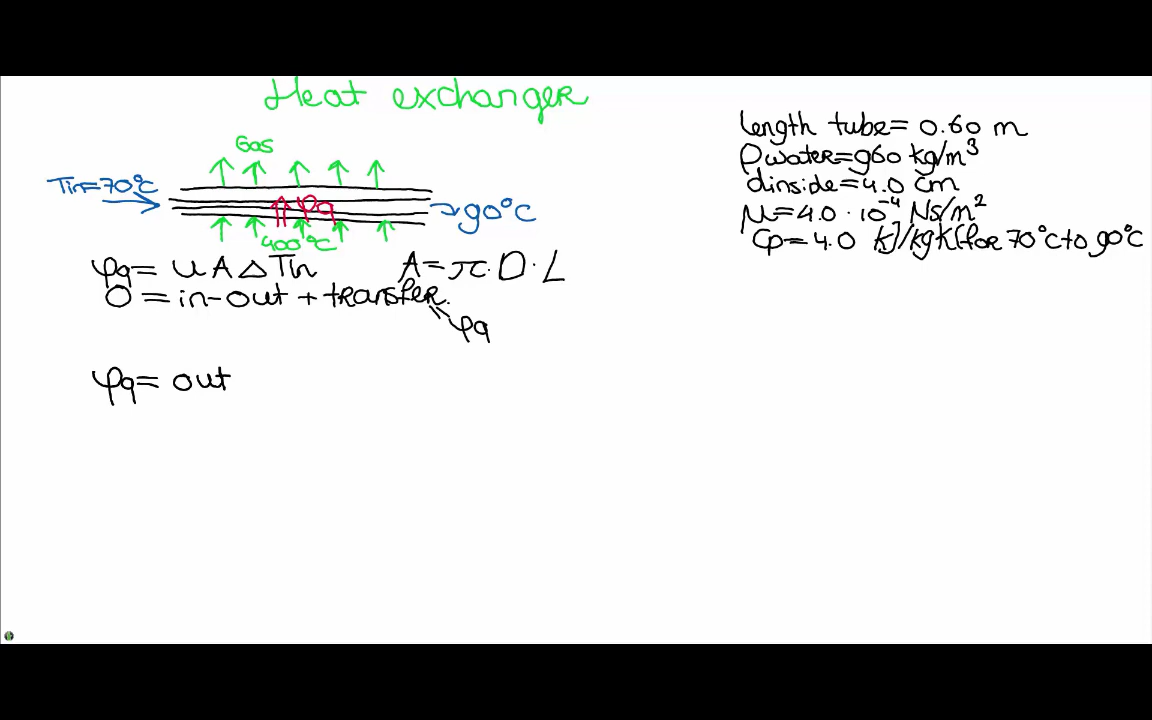 Heat exchanger
Gas
Tin=70°C
φq
90°C
400°C
φq= U A △ Tln A=π·D·L
0 = in-out + transfer.
φq
φq= out
length tube= 0.60 m
ρwater=960 kg/m³
dinside=4.0 cm
μ=4.0·10⁻⁴ Ns/m²
Cp=4.0 kJ/kgK(for 70°C to 90°C